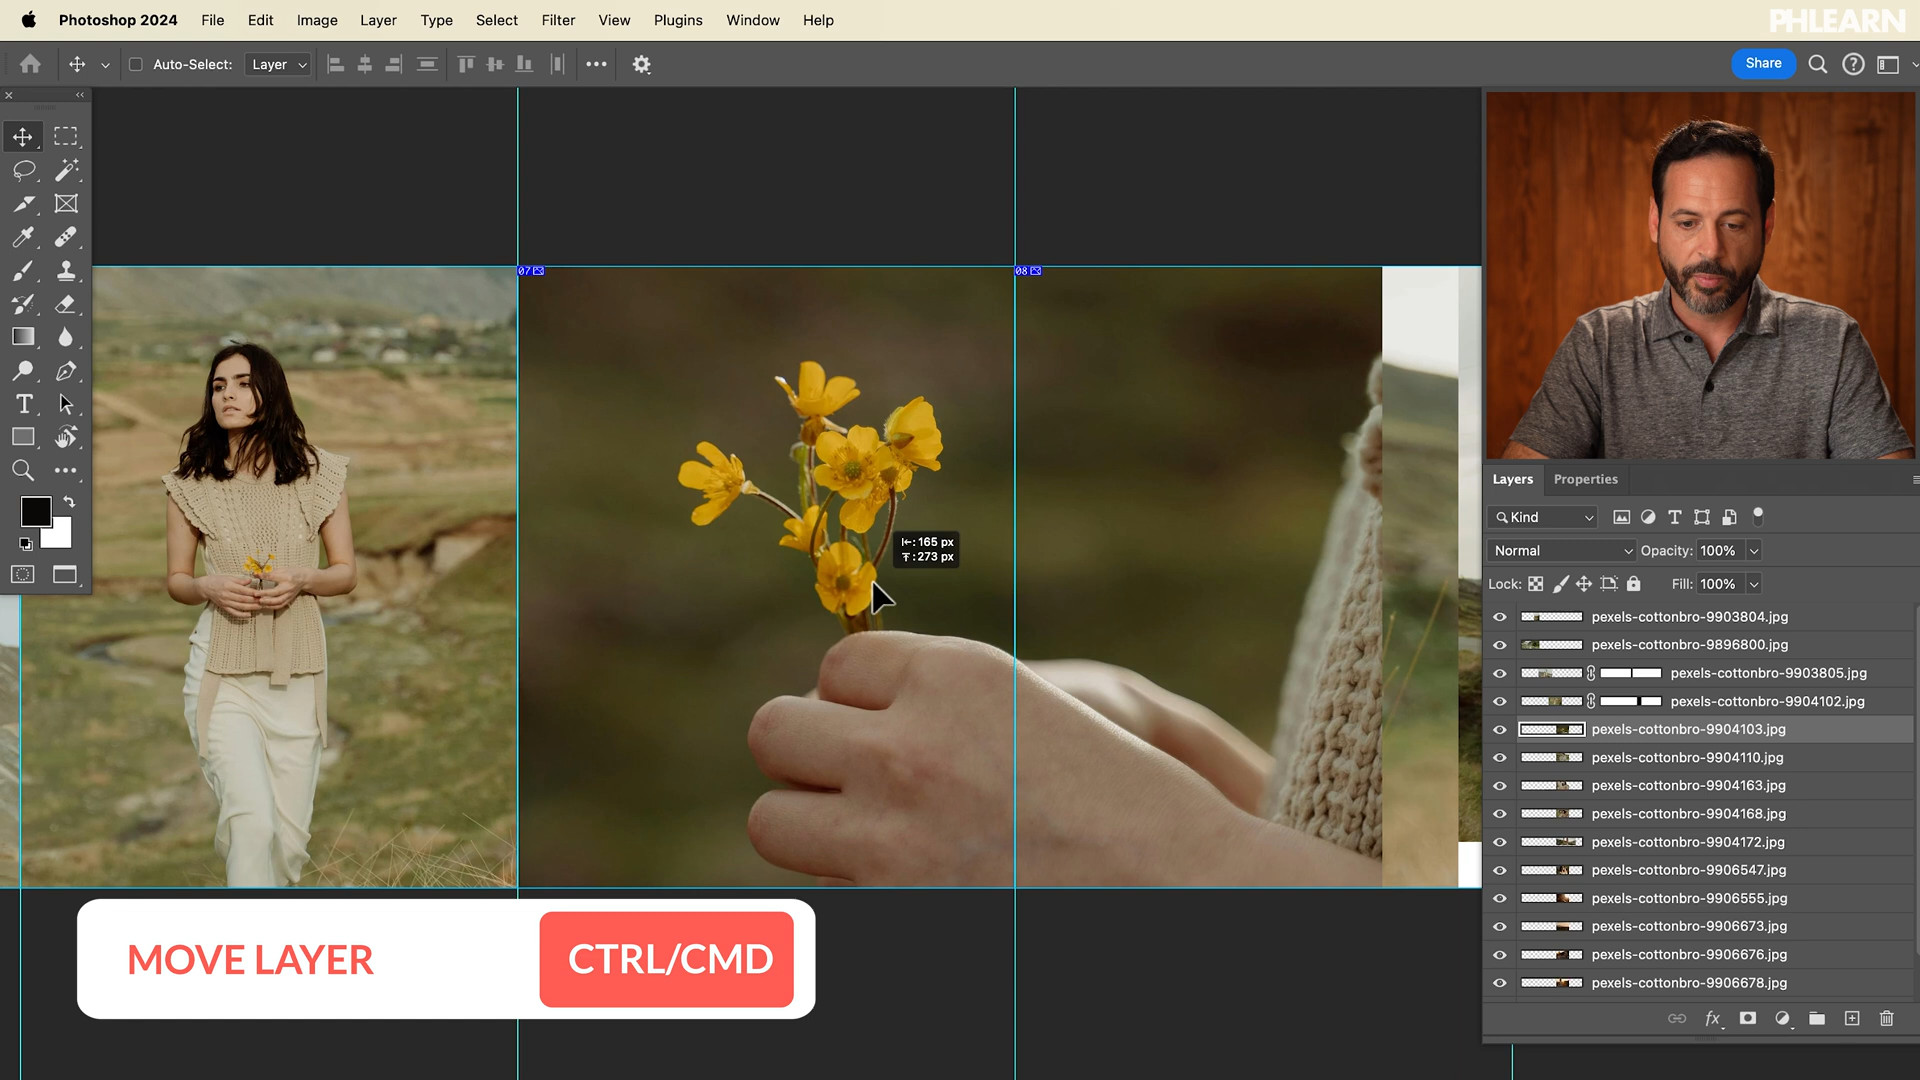 Photoshop 2024 File Edit Image Layer Type Select Filter View Plugins Window Help
PHLEARN
Auto-Select: Layer
Share
07
08
165 px
273 px
Layers Properties
Kind
Normal Opacity: 100%
Lock: Fill: 100%
pexels-cottonbro-9903804.jpg
pexels-cottonbro-9896800.jpg
pexels-cottonbro-9903805.jpg
pexels-cottonbro-9904102.jpg
pexels-cottonbro-9904103.jpg
pexels-cottonbro-9904110.jpg
pexels-cottonbro-9904163.jpg
pexels-cottonbro-9904168.jpg
pexels-cottonbro-9904172.jpg
pexels-cottonbro-9906547.jpg
pexels-cottonbro-9906555.jpg
pexels-cottonbro-9906673.jpg
pexels-cottonbro-9906676.jpg
pexels-cottonbro-9906678.jpg
fx
MOVE LAYER CTRL/CMD